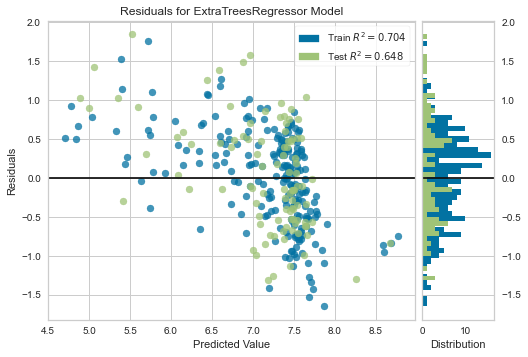 Residuals for ExtraTreesRegressor Model
Train R² = 0.704
Test R² = 0.648
2.0
1.5
1.0
0.5
0.0
−0.5
−1.0
−1.5
Residuals
4.5 5.0 5.5 6.0 6.5 7.0 7.5 8.0 8.5
Predicted Value
2.0
1.5
1.0
0.5
0.0
−0.5
−1.0
−1.5
0 10
Distribution